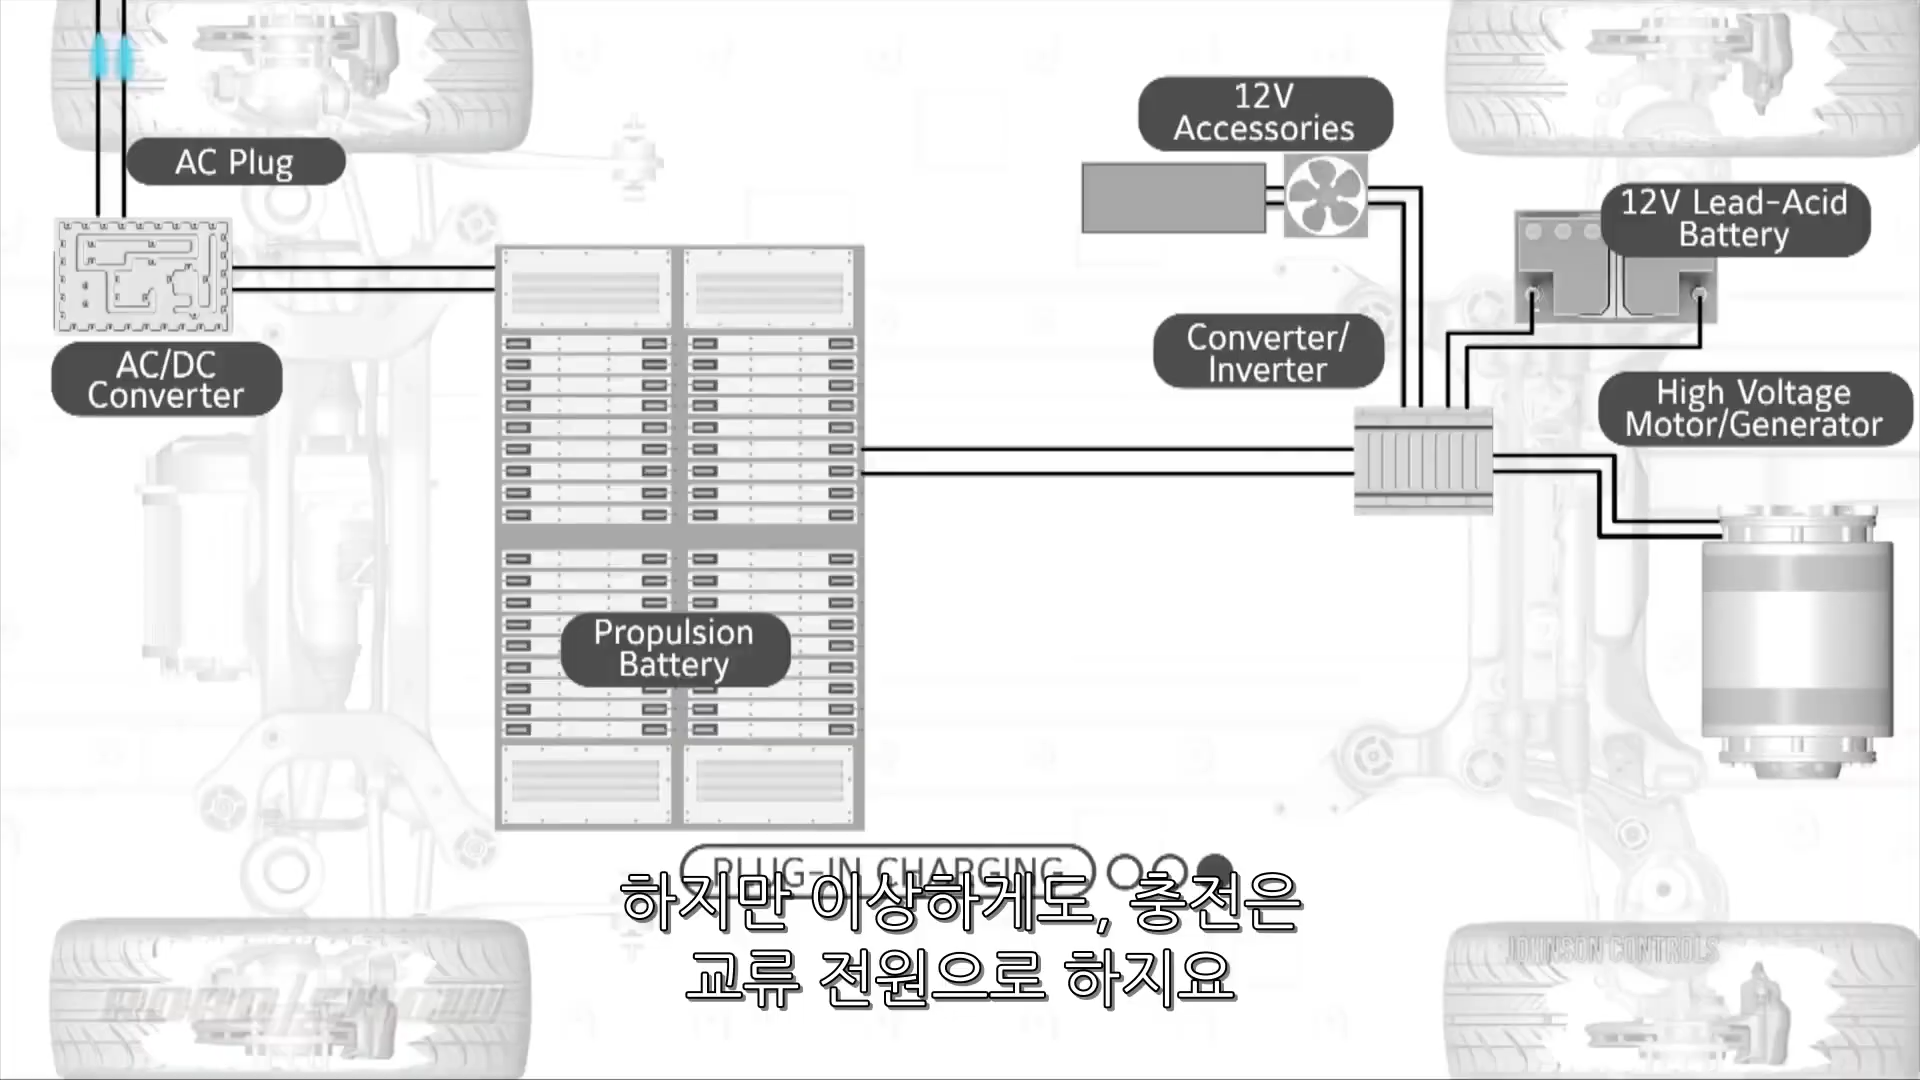 12V
Accessories
AC Plug
12V Lead-Acid
Battery
Converter/
Inverter
AC/DC
Converter
High Voltage
Motor/Generator
Propulsion
Battery
PLUG-IN CHARGING
하지만 이상하게도, 충전은
교류 전원으로 하지요
JOHNSON CONTROLS